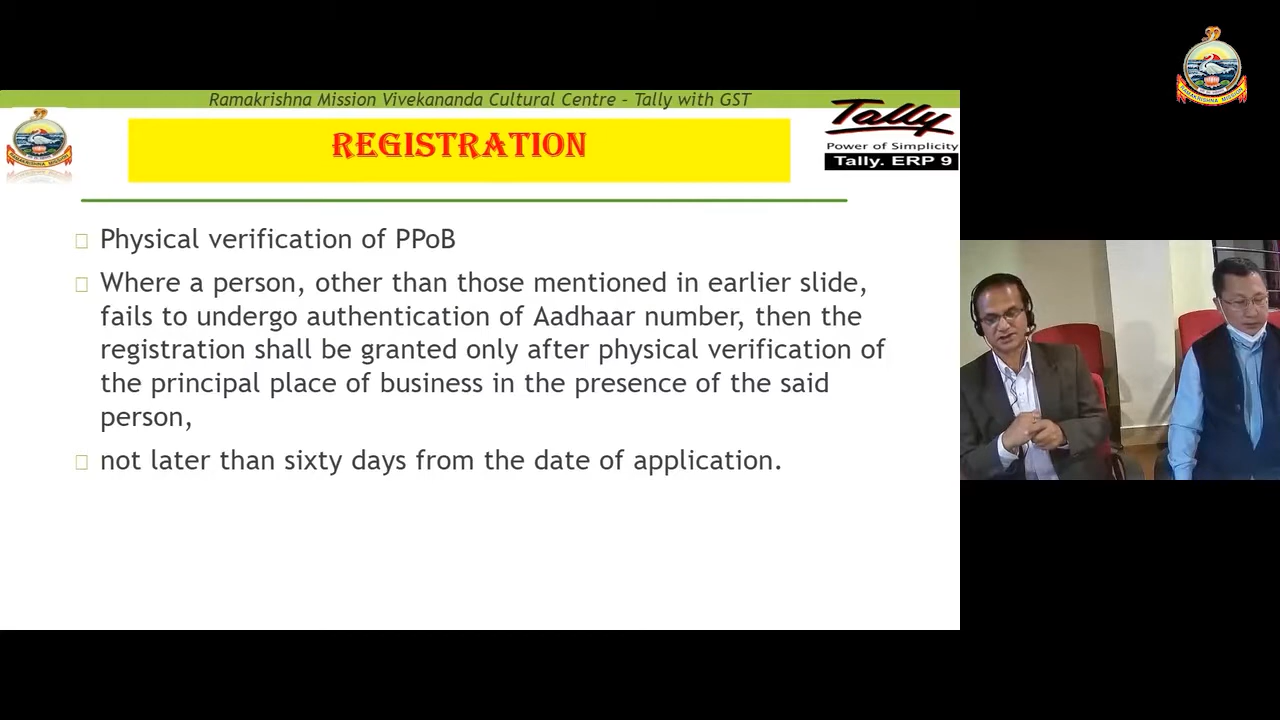 Ramakrishna Mission Vivekananda Cultural Centre – Tally with GST
REGISTRATION
Tally
Power of Simplicity
Tally. ERP 9
Physical verification of PPoB
Where a person, other than those mentioned in earlier slide,
fails to undergo authentication of Aadhaar number, then the
registration shall be granted only after physical verification of
the principal place of business in the presence of the said
person,
not later than sixty days from the date of application.
RAMAKRISHNA MISSION